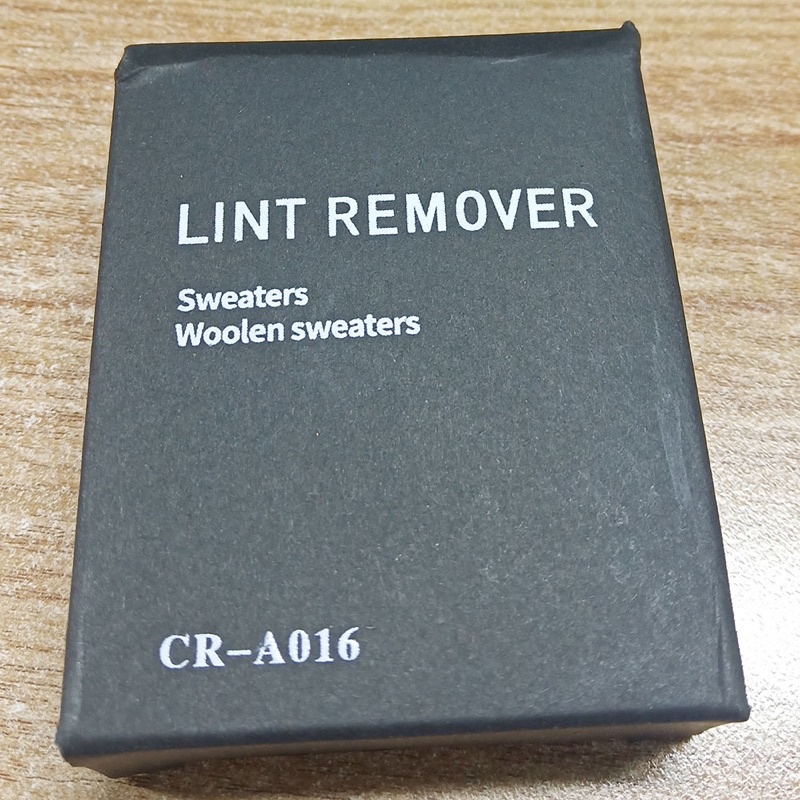 LINT REMOVER
Sweaters
Woolen sweaters
CR-A016